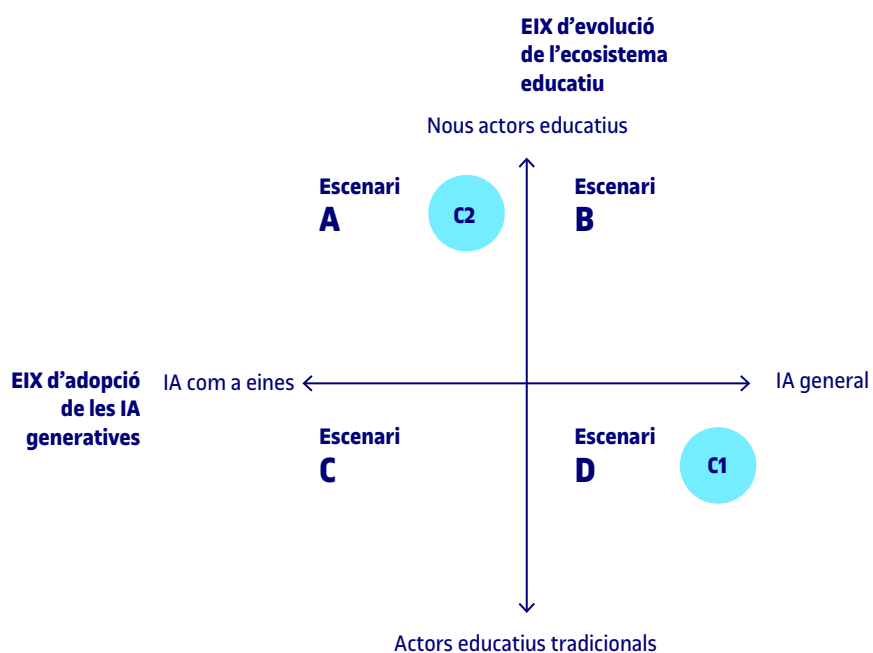 EIX d'evolució
de l'ecosistema
educatiu
Nous actors educatius
Escenari
A
C2
Escenari
B
EIX d'adopció
de les IA
generatives
IA com a eines
IA general
Escenari
C
Escenari
D
C1
Actors educatius tradicionals